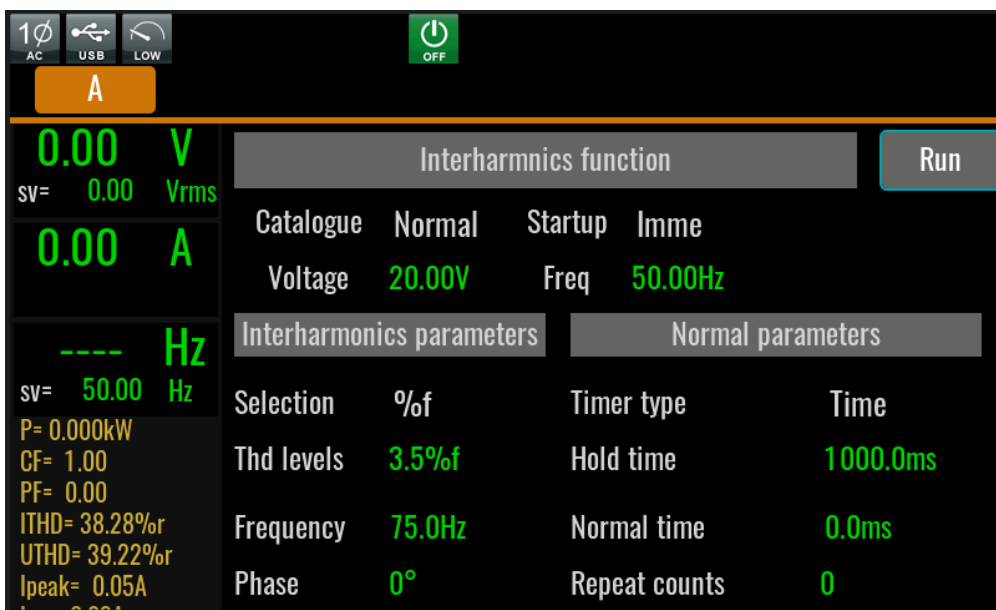 1Ø AC USB LOW OFF
A
0.00 V
sv= 0.00 Vrms
0.00 A
---- Hz
sv= 50.00 Hz
P= 0.000kW
CF= 1.00
PF= 0.00
ITHD= 38.28%r
UTHD= 39.22%r
Ipeak= 0.05A
Interharmnics function Run
Catalogue Normal Startup Imme
Voltage 20.00V Freq 50.00Hz
Interharmonics parameters Normal parameters
Selection %f Timer type Time
Thd levels 3.5%f Hold time 1000.0ms
Frequency 75.0Hz Normal time 0.0ms
Phase 0° Repeat counts 0